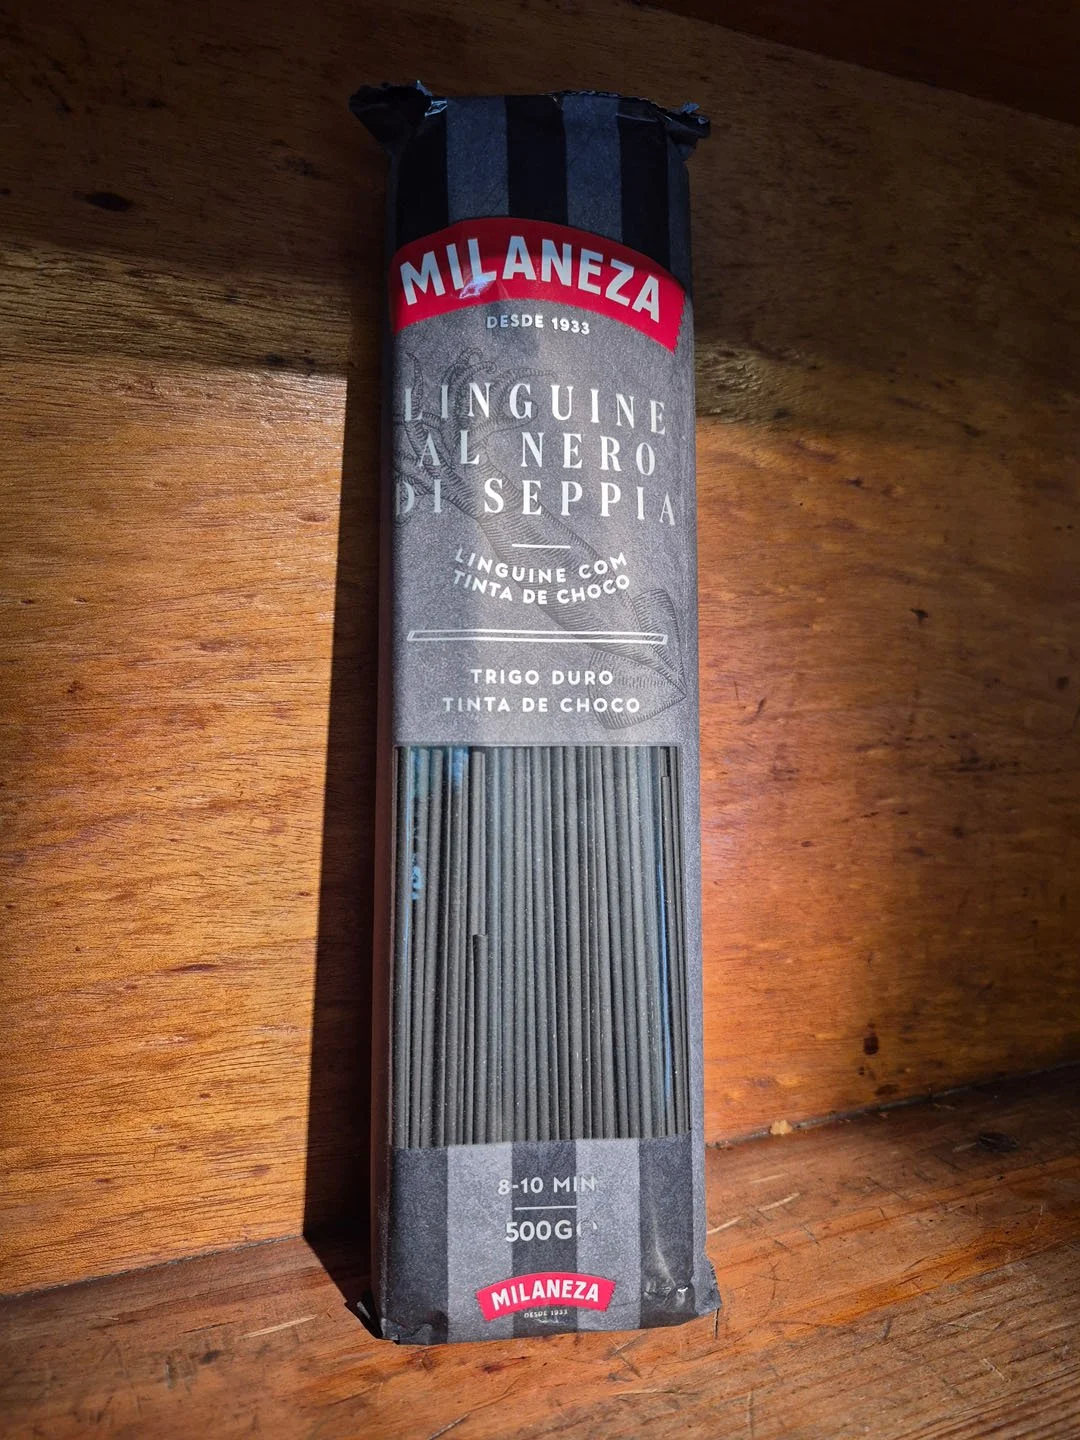 MILANEZA
DESDE 1933
LINGUINE
AL NERO
DI SEPPIA
LINGUINE COM
TINTA DE CHOCO
TRIGO DURO
TINTA DE CHOCO
8-10 MIN
500G
MILANEZA
DESDE 1933